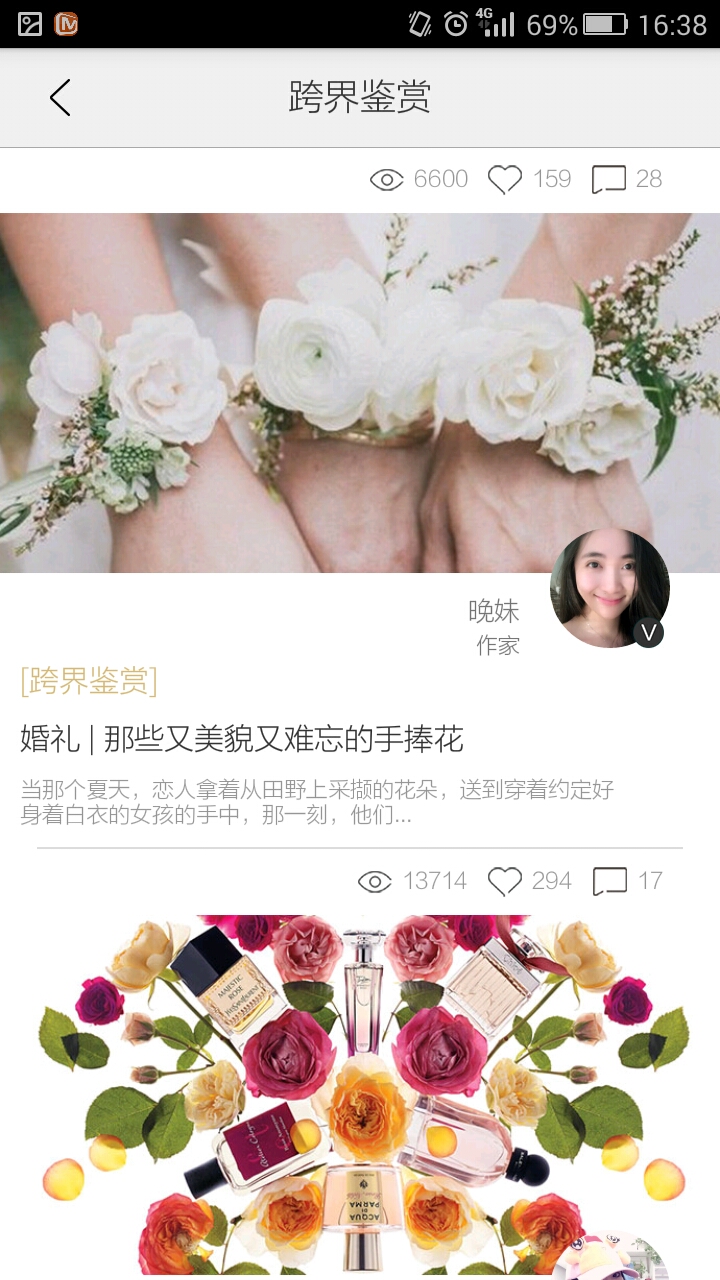 4G 69% 16:38
跨界鉴赏
6600 159 28
晚妹
V
作家
[跨界鉴赏]
婚礼 | 那些又美貌又难忘的手捧花
当那个夏天，恋人拿着从田野上采撷的花朵，送到穿着约定好
身着白衣的女孩的手中，那一刻，他们...
13714 294 17
MAJESTIC
ROSE
ACQUA
DI
PARMA